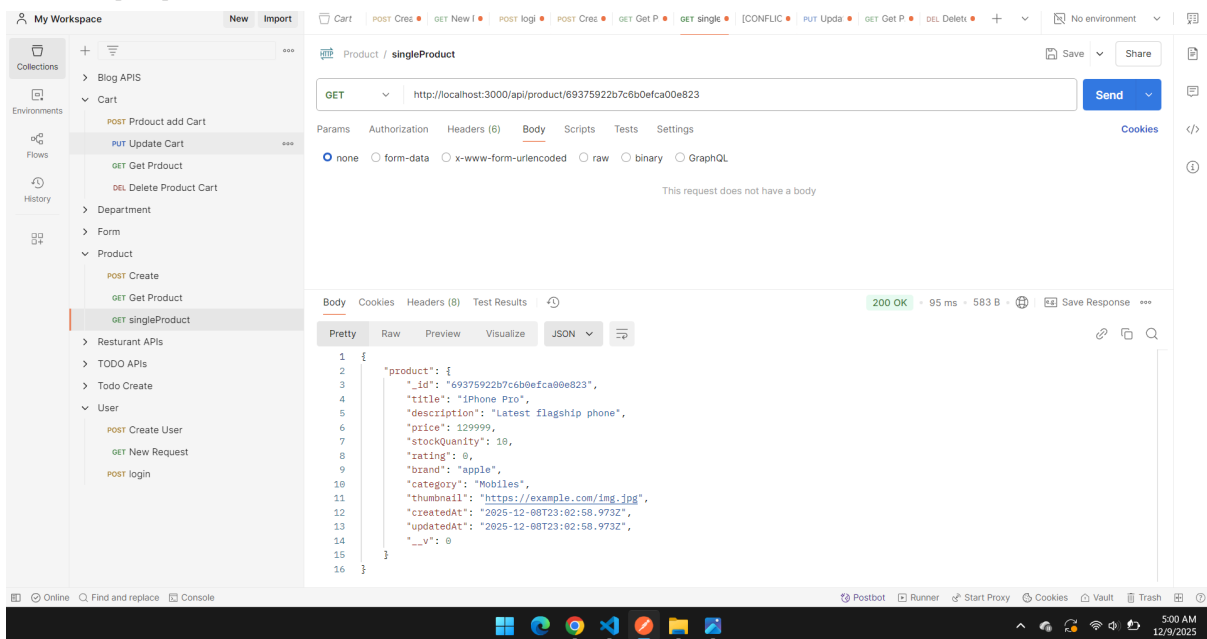 My Workspace New Import Cart POST Crea GET New I POST logi POST Crea GET Get P GET single [CONFLIC PUT Upda GET Get P DEL Delete No environment
Collections
Environments
Flows
History
Blog APIS
Cart
POST Prdouct add Cart
PUT Update Cart
GET Get Prdouct
DEL Delete Product Cart
Department
Form
Product
POST Create
GET Get Product
GET singleProduct
Resturant APIs
TODO APIs
Todo Create
User
POST Create User
GET New Request
POST login
HTTP Product / singleProduct Save Share
GET http://localhost:3000/api/product/69375922b7c6b0efca00e823 Send
Params Authorization Headers (6) Body Scripts Tests Settings Cookies
none form-data x-www-form-urlencoded raw binary GraphQL
This request does not have a body
Body Cookies Headers (8) Test Results 200 OK 95 ms 583 B Save Response
Pretty Raw Preview Visualize JSON
1 {
2 "product": {
3 "_id": "69375922b7c6b0efca00e823",
4 "title": "iPhone Pro",
5 "description": "Latest flagship phone",
6 "price": 129999,
7 "stockQuanity": 10,
8 "rating": 0,
9 "brand": "apple",
10 "category": "Mobiles",
11 "thumbnail": "https://example.com/img.jpg",
12 "createdAt": "2025-12-08T23:02:58.973Z",
13 "updatedAt": "2025-12-08T23:02:58.973Z",
14 "__v": 0
15 }
16 }
Online Find and replace Console Postbot Runner Start Proxy Cookies Vault Trash
5:00 AM
12/9/2025